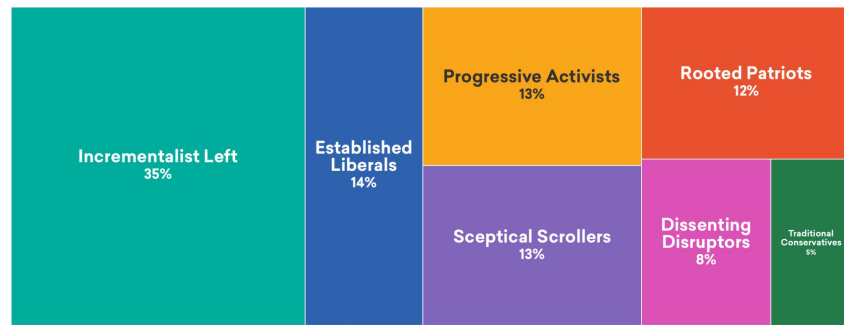 Incrementalist Left
35%
Established
Liberals
14%
Progressive Activists
13%
Sceptical Scrollers
13%
Rooted Patriots
12%
Dissenting
Disruptors
8%
Traditional
Conservatives
5%